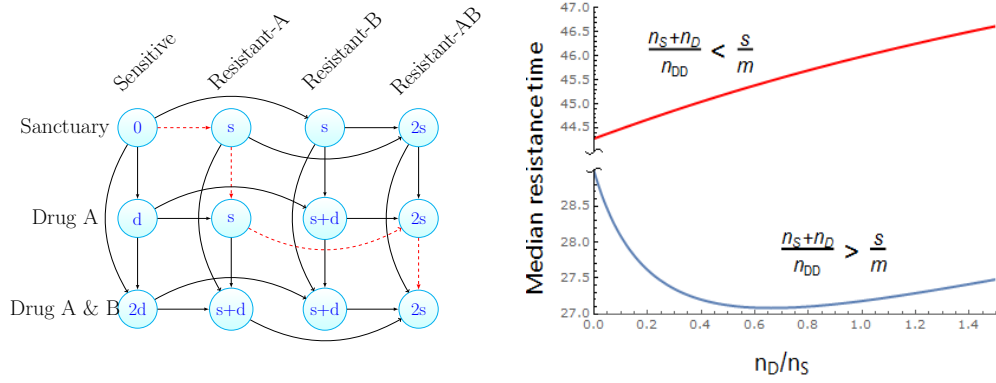 Sensitive
Resistant-A
Resistant-B
Resistant-AB
Sanctuary
0
s
s
2s
Drug A
d
s
s+d
2s
Drug A & B
2d
s+d
s+d
2s
Median resistance time
47.0
46.5
46.0
45.5
45.0
44.5
28.5
28.0
27.5
27.0
n_S+n_D
n_DD
<
s
m
n_S+n_D
n_DD
>
s
m
0.0 0.2 0.4 0.6 0.8 1.0 1.2 1.4
n_D/n_S